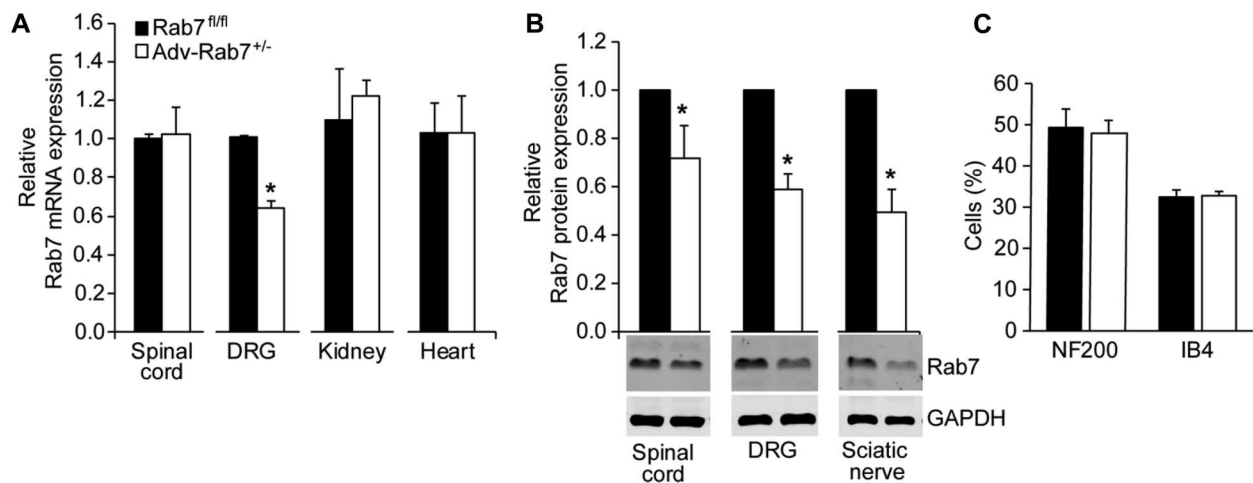 A
Relative
Rab7 mRNA expression
1.6
1.4
1.2
1.0
0.8
0.6
0.4
0.2
0.0
Rab7fl/fl
Adv-Rab7+/-
*
Spinal
cord
DRG
Kidney
Heart
B
Relative
Rab7 protein expression
1.2
1.0
0.8
0.6
0.4
0.2
0.0
*
*
*
Rab7
GAPDH
Spinal
cord
DRG
Sciatic
nerve
C
Cells (%)
60
50
40
30
20
10
0
NF200
IB4